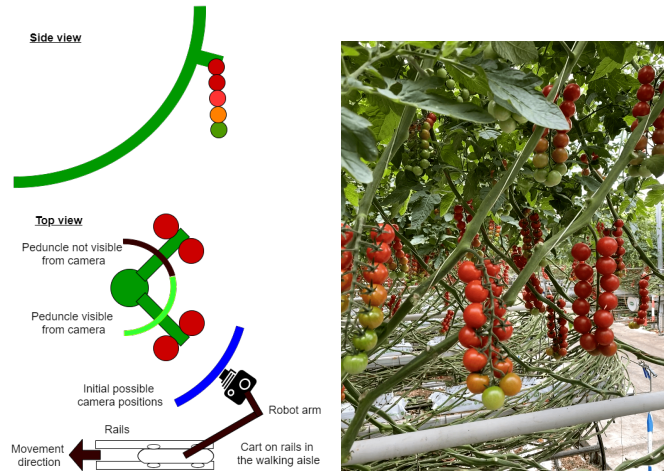 Side view
Top view
Peduncle not visible
from camera
Peduncle visible
from camera
Initial possible
camera positions
Robot arm
Rails
Movement
direction
Cart on rails in
the walking aisle